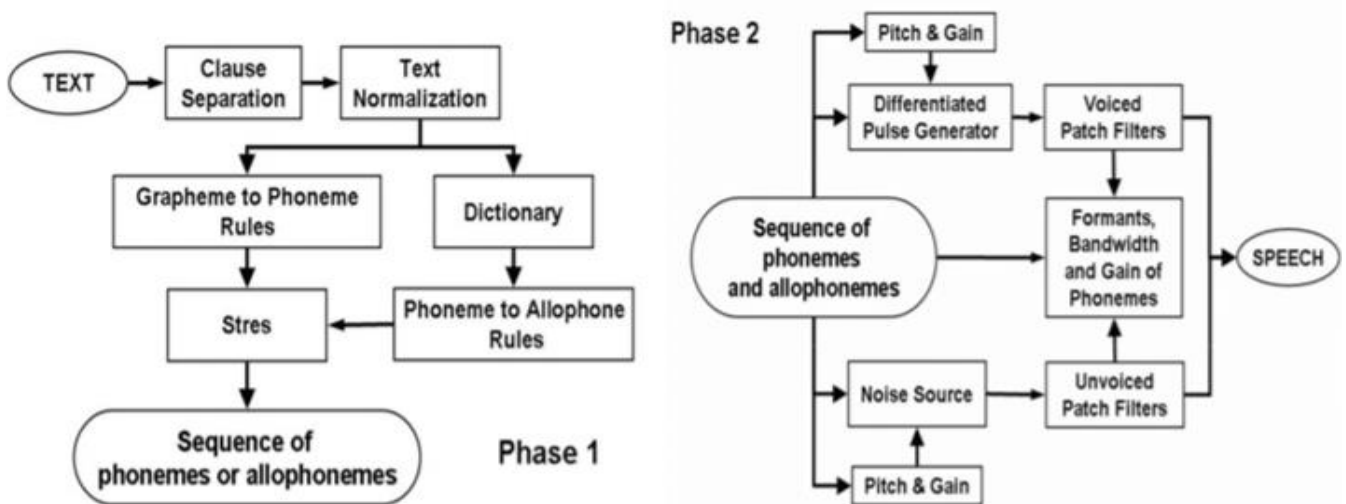 TEXT
Clause
Separation
Text
Normalization
Grapheme to Phoneme
Rules
Dictionary
Stres
Phoneme to Allophone
Rules
Sequence of
phonemes or allophonemes
Phase 1
Phase 2
Pitch & Gain
Differentiated
Pulse Generator
Voiced
Patch Filters
Sequence of
phonemes
and allophonemes
Formants,
Bandwidth
and Gain of
Phonemes
SPEECH
Noise Source
Unvoiced
Patch Filters
Pitch & Gain